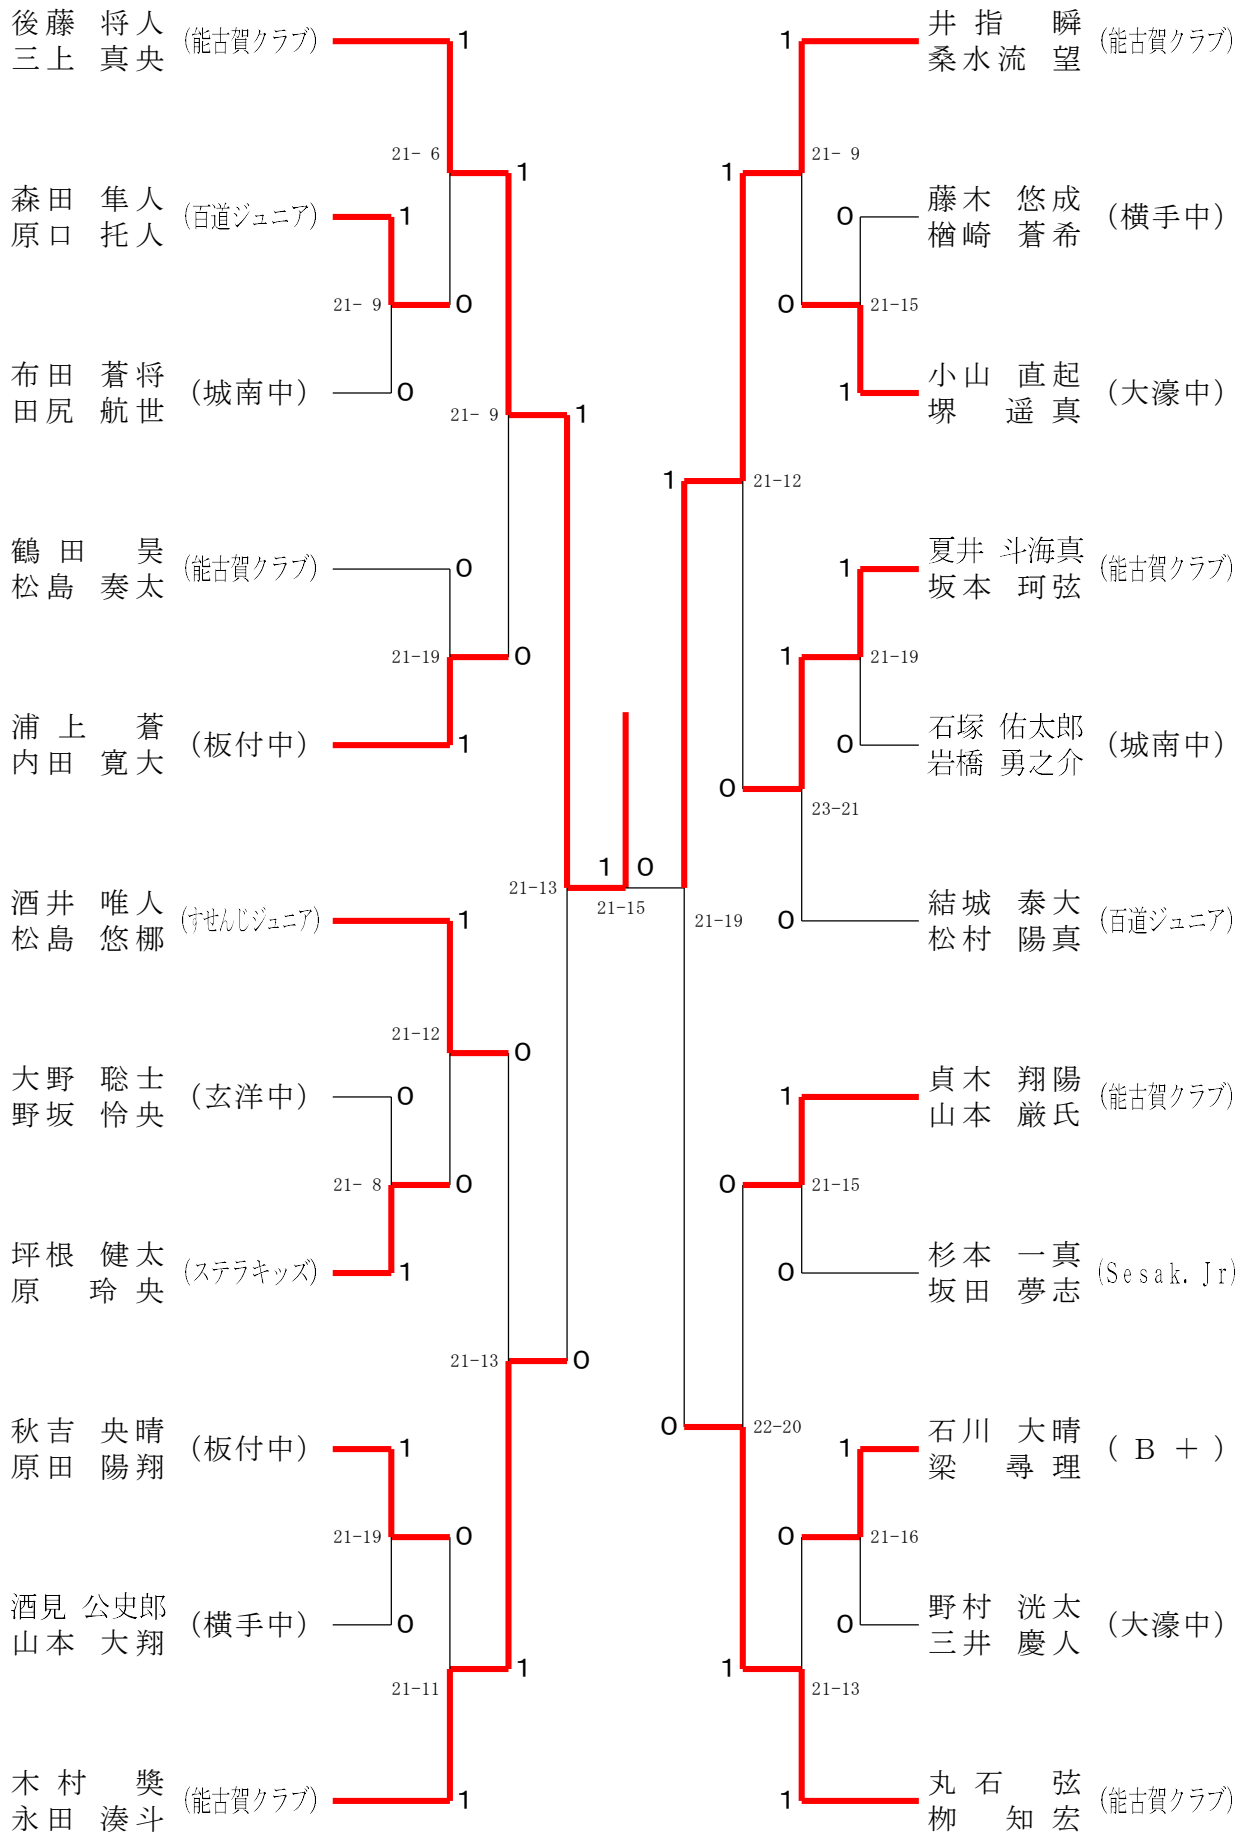 後藤 将人
三上 真央
(能古賀クラブ)
1
21- 6
1
森田 隼人
原口 托人
(百道ジュニア)
1
21- 9
0
布田 蒼将
田尻 航世
(城南中)
0
21- 9
1
鶴田 昊
松島 奏太
(能古賀クラブ)
0
21-19
0
浦上 蒼
内田 寛大
(板付中)
1
21-13
1
0
21-15
酒井 唯人
松島 悠梛
(すせんじジュニア)
1
21-12
0
大野 聡士
野坂 怜央
(玄洋中)
0
21- 8
0
坪根 健太
原 玲央
(ステラキッズ)
1
21-13
0
秋吉 央晴
原田 陽翔
(板付中)
1
21-19
0
酒見 公史郎
山本 大翔
(横手中)
0
21-11
1
木村 奬
永田 湊斗
(能古賀クラブ)
1
1
井指 瞬
桑水流 望
(能古賀クラブ)
1
21- 9
0
藤木 悠成
楢崎 蒼希
(横手中)
0
21-15
1
小山 直起
堺 遥真
(大濠中)
1
21-12
1
夏井 斗海真
坂本 珂弦
(能古賀クラブ)
1
21-19
0
石塚 佑太郎
岩橋 勇之介
(城南中)
0
23-21
21-19
0
結城 泰大
松村 陽真
(百道ジュニア)
1
貞木 翔陽
山本 厳氏
(能古賀クラブ)
0
21-15
0
杉本 一真
坂田 夢志
(Sesak.Jr)
0
22-20
1
石川 大晴
梁 尋理
(B+)
0
21-16
0
野村 洸太
三井 慶人
(大濠中)
1
21-13
1
丸石 弦
栁 知宏
(能古賀クラブ)